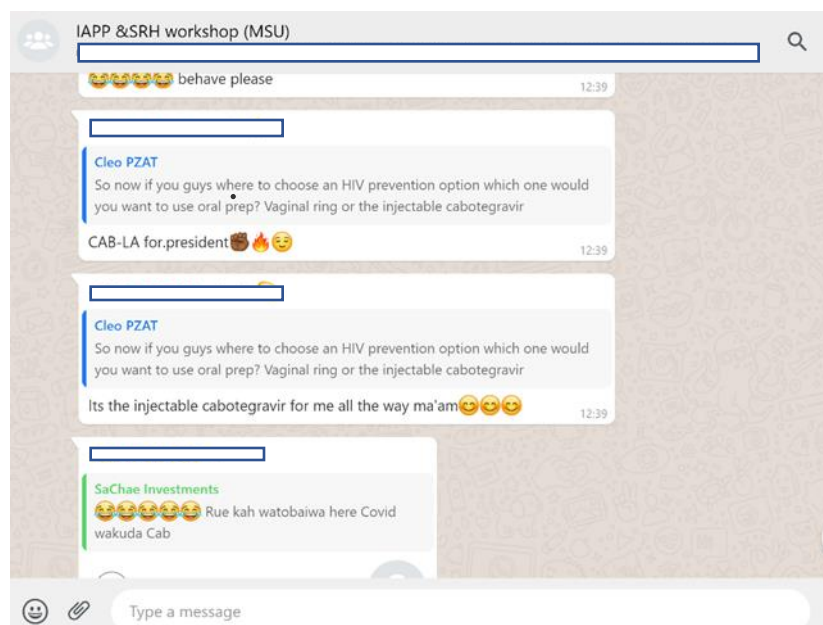 IAPP &SRH workshop (MSU)
😂😂😂😂 behave please
12:39
Cleo PZAT
So now if you guys where to choose an HIV prevention option which one would
you want to use oral prep? Vaginal ring or the injectable cabotegravir
CAB-LA for.president✊🏾🔥😌
12:39
Cleo PZAT
So now if you guys where to choose an HIV prevention option which one would
you want to use oral prep? Vaginal ring or the injectable cabotegravir
Its the injectable cabotegravir for me all the way ma'am😊😊😊
12:39
SaChae Investments
😂😂😂😂😂 Rue kah watobaiwa here Covid
wakuda Cab
Type a message